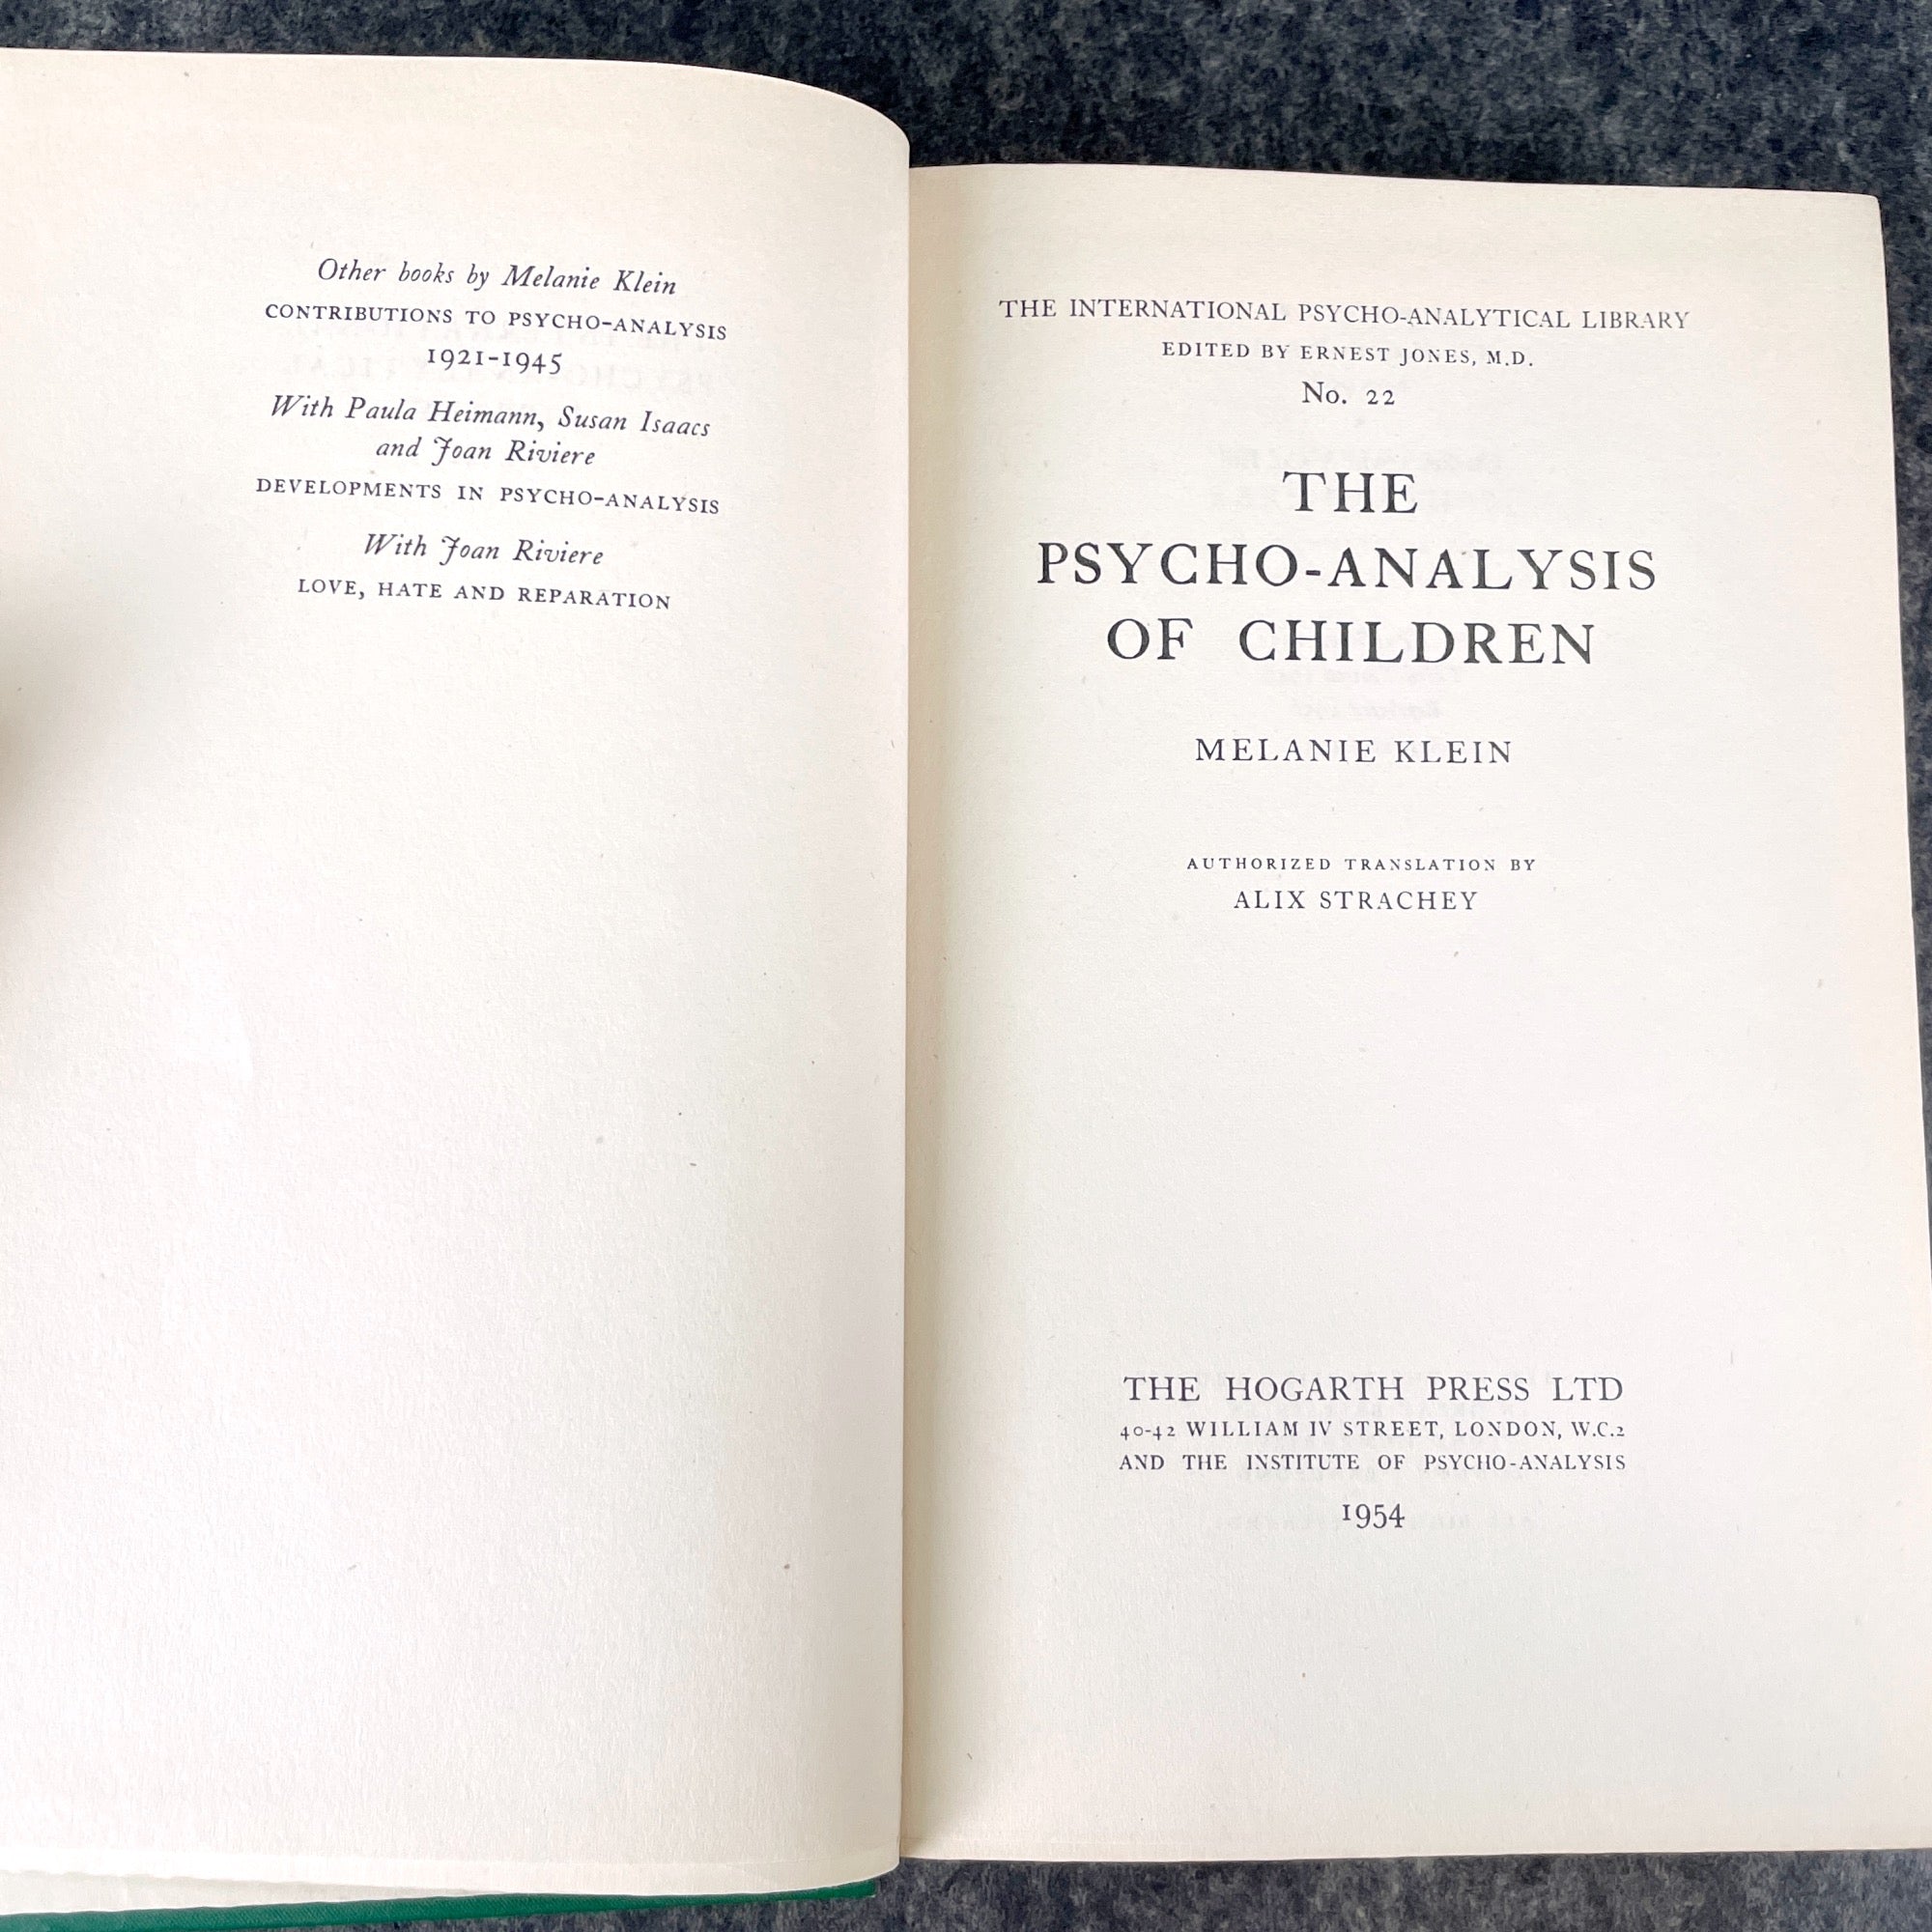 Other books by Melanie Klein
CONTRIBUTIONS TO PSYCHO-ANALYSIS
1921-1945
With Paula Heimann, Susan Isaacs
and Joan Riviere
DEVELOPMENTS IN PSYCHO-ANALYSIS
With Joan Riviere
LOVE, HATE AND REPARATION
THE INTERNATIONAL PSYCHO-ANALYTICAL LIBRARY
EDITED BY ERNEST JONES, M.D.
No. 22
THE
PSYCHO-ANALYSIS
OF CHILDREN
MELANIE KLEIN
AUTHORIZED TRANSLATION BY
ALIX STRACHEY
THE HOGARTH PRESS LTD
40-42 WILLIAM IV STREET, LONDON, W.C.2
AND THE INSTITUTE OF PSYCHO-ANALYSIS
1954